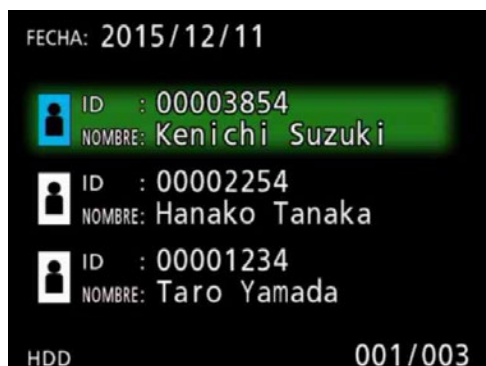 FECHA: 2015/12/11
ID : 00003854
NOMBRE: Kenichi Suzuki
ID : 00002254
NOMBRE: Hanako Tanaka
ID : 00001234
NOMBRE: Taro Yamada
HDD 001/003